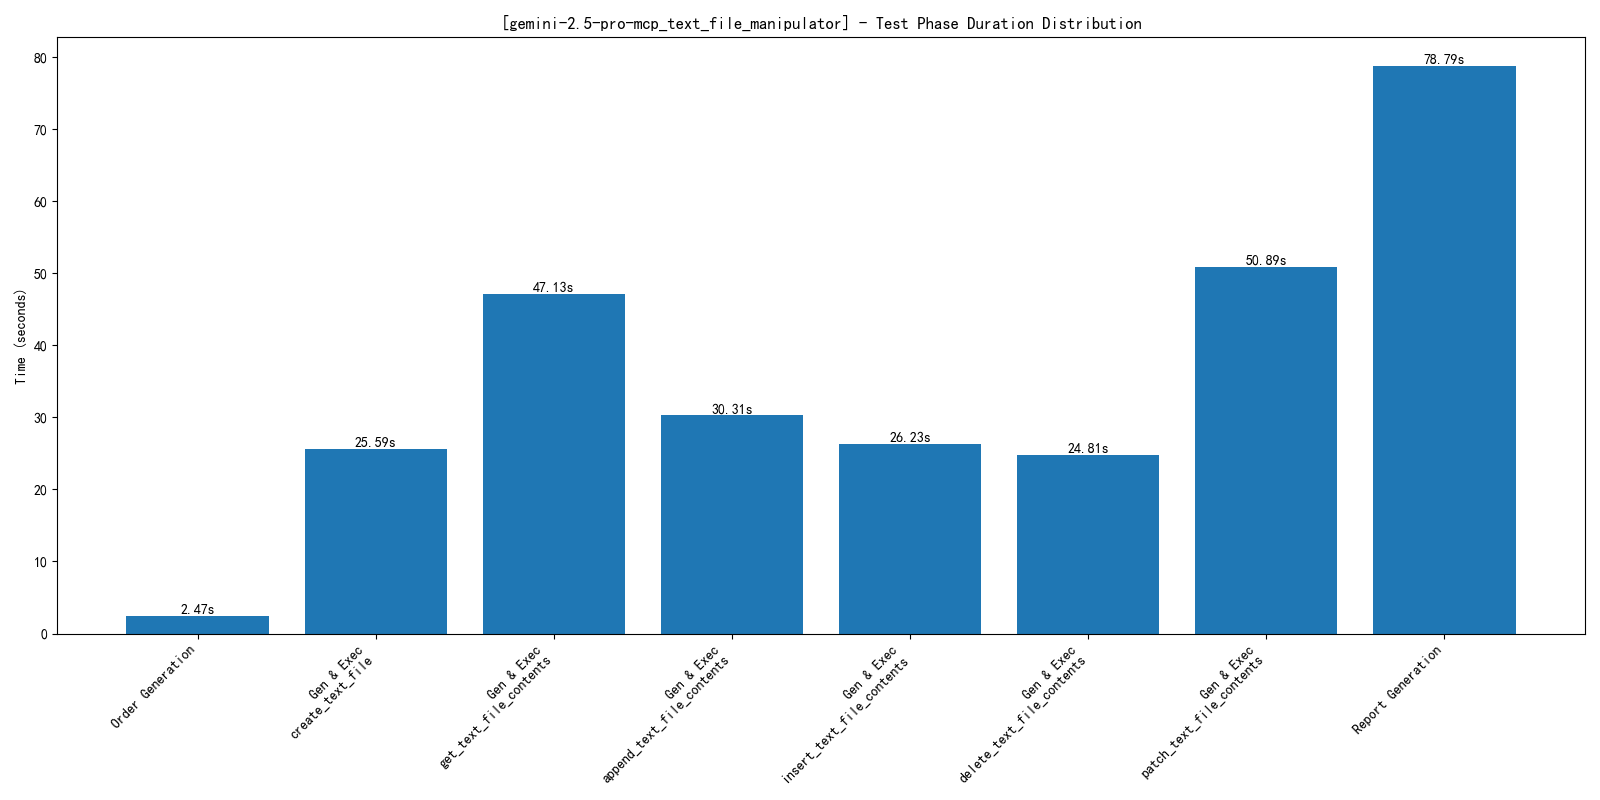 [gemini-2.5-pro-mcp_text_file_manipulator] - Test Phase Duration Distribution
Time (seconds)
80
70
60
50
40
30
20
10
0
2.47s
25.59s
47.13s
30.31s
26.23s
24.81s
50.89s
78.79s
Order Generation
Gen & Exec
create_text_file
Gen & Exec
get_text_file_contents
Gen & Exec
append_text_file_contents
Gen & Exec
insert_text_file_contents
Gen & Exec
delete_text_file_contents
Gen & Exec
patch_text_file_contents
Report Generation